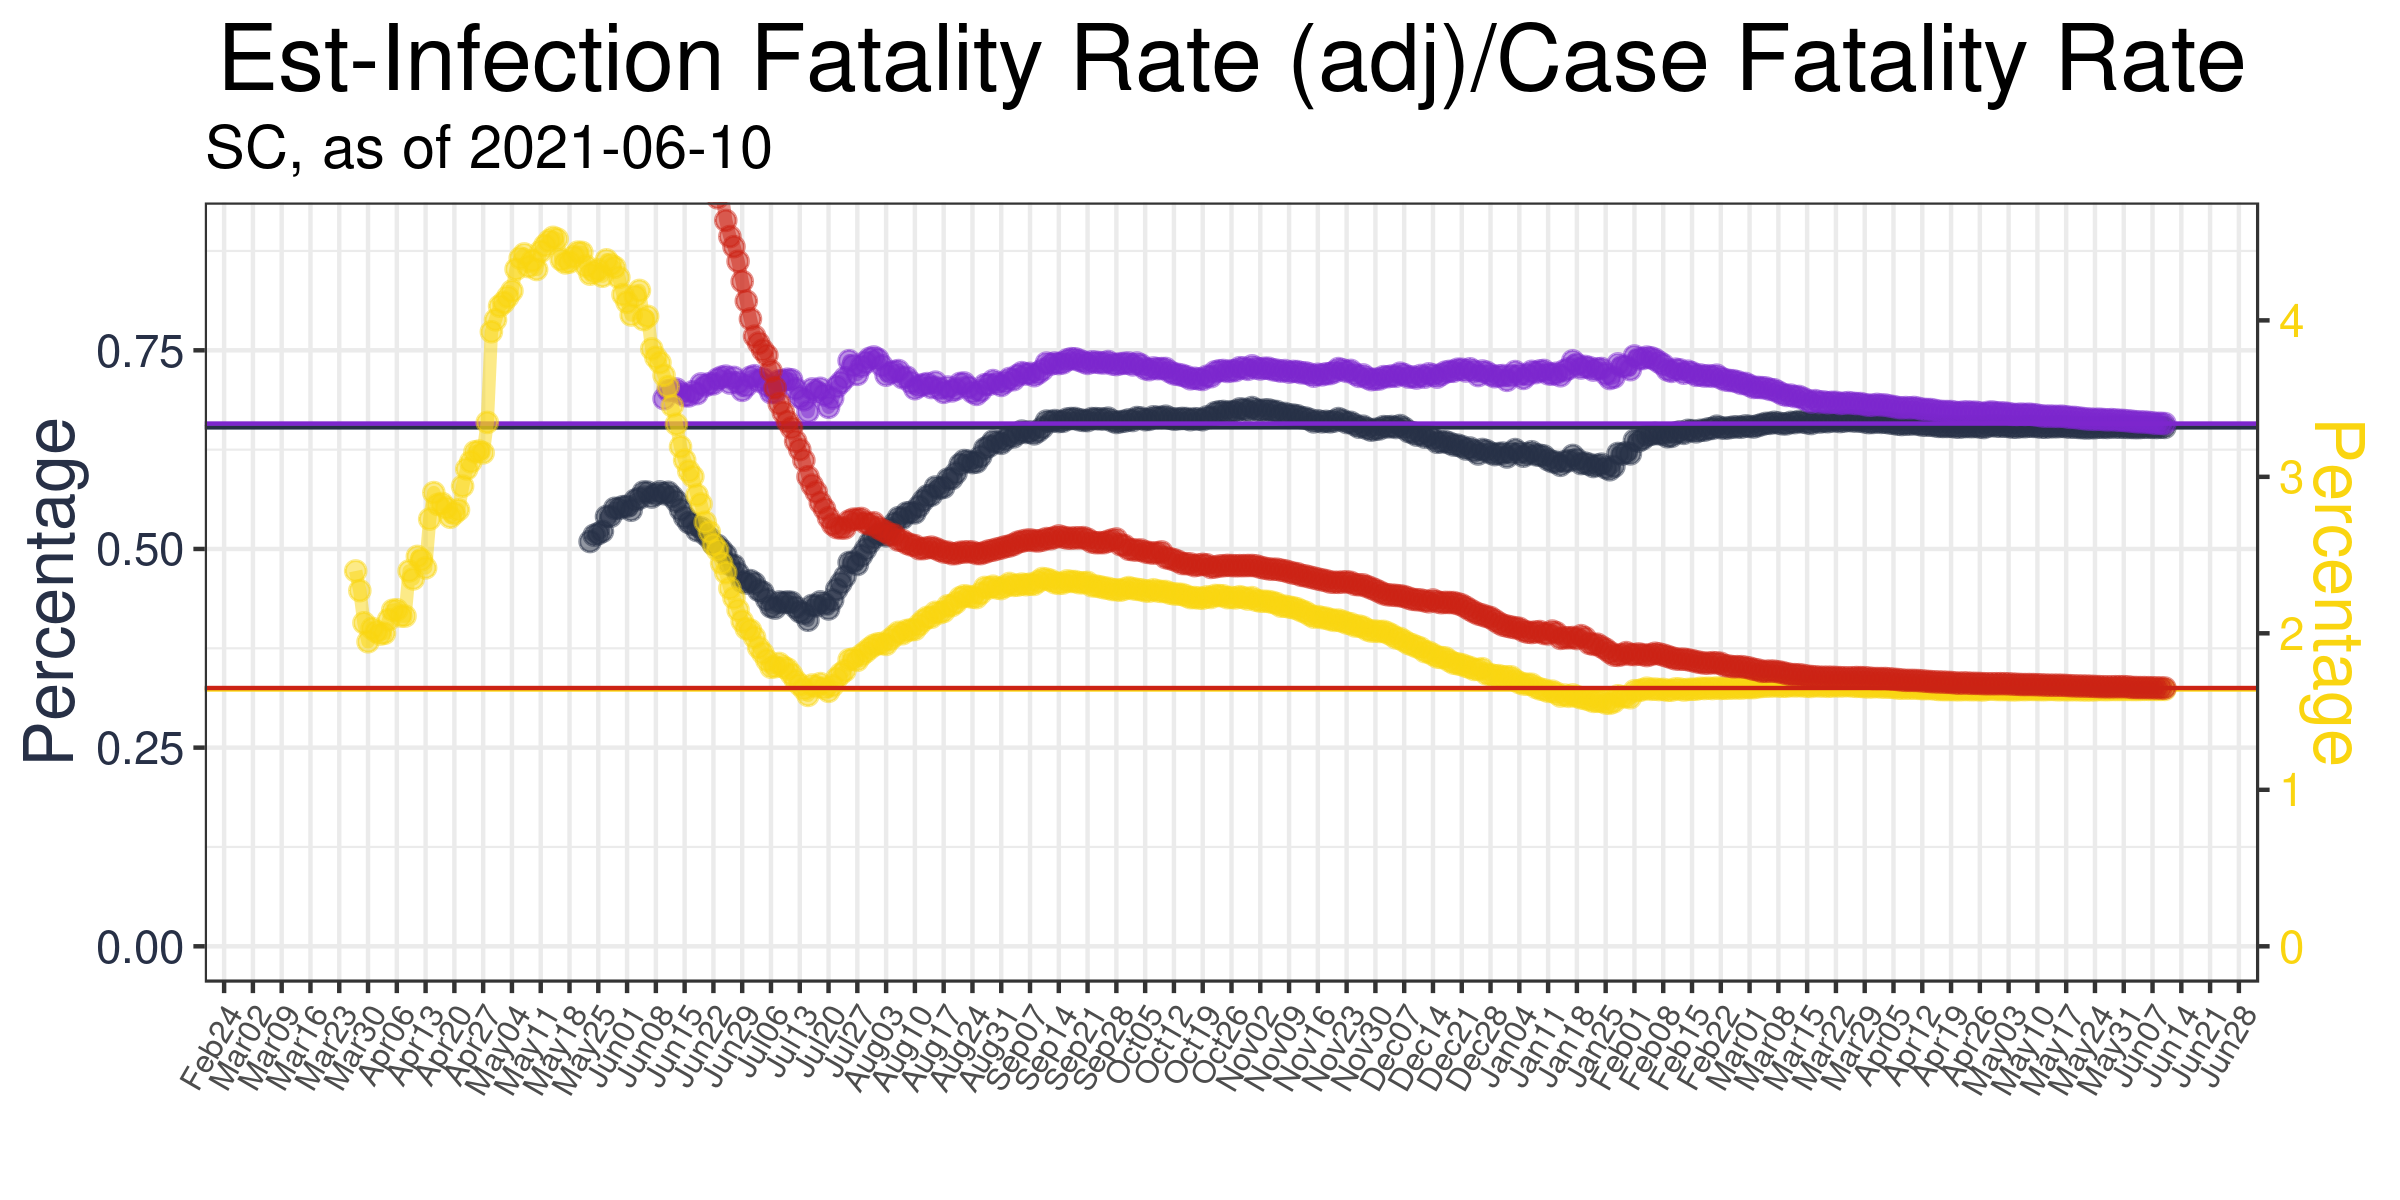 Est-Infection Fatality Rate (adj)/Case Fatality Rate
SC, as of 2021-06-10
Percentage
0.75
0.50
0.25
0.00
4
3
2
1
0
Percentage
Feb24
Mar02
Mar09
Mar16
Mar23
Mar30
Apr06
Apr13
Apr20
Apr27
May04
May11
May18
May25
Jun01
Jun08
Jun15
Jun22
Jun29
Jul06
Jul13
Jul20
Jul27
Aug03
Aug10
Aug17
Aug24
Aug31
Sep07
Sep14
Sep21
Sep28
Oct05
Oct12
Oct19
Oct26
Nov02
Nov09
Nov16
Nov23
Nov30
Dec07
Dec14
Dec21
Dec28
Jan04
Jan11
Jan18
Jan25
Feb01
Feb08
Feb15
Feb22
Mar01
Mar08
Mar15
Mar22
Mar29
Apr05
Apr12
Apr19
Apr26
May03
May10
May17
May24
May31
Jun07
Jun14
Jun21
Jun28